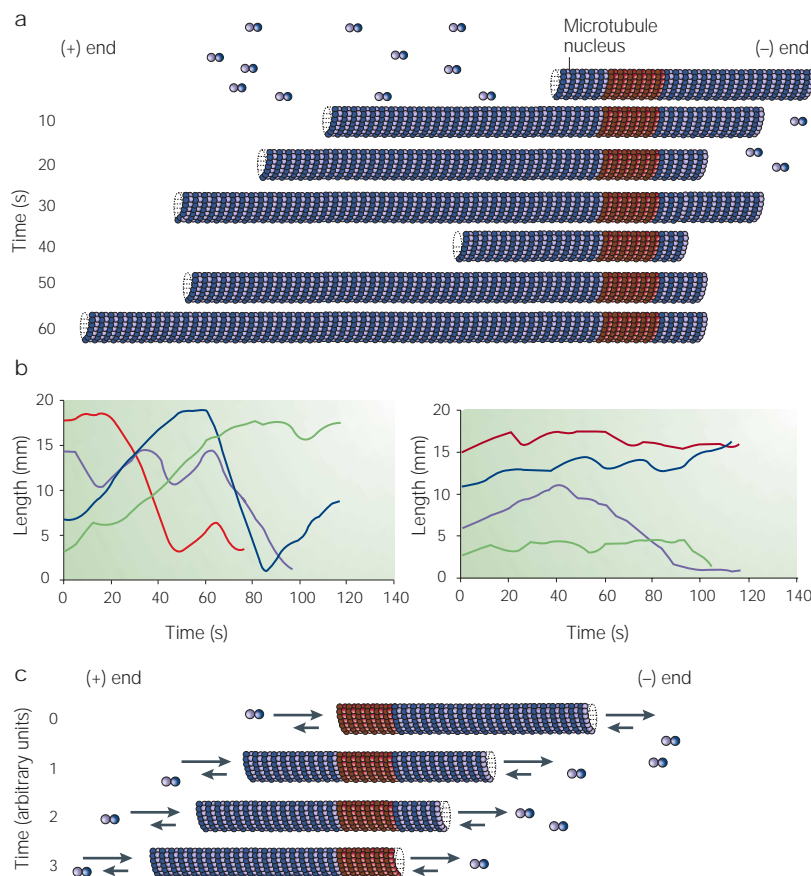 a
(+) end
Microtubule
nucleus
(–) end
Time (s)
10
20
30
40
50
60
b
Length (mm)
20
15
10
5
0
0 20 40 60 80 100 120 140
Time (s)
Length (mm)
20
15
10
5
0
0 20 40 60 80 100 120 140
Time (s)
c
(+) end
(–) end
Time (arbitrary units)
0
1
2
3